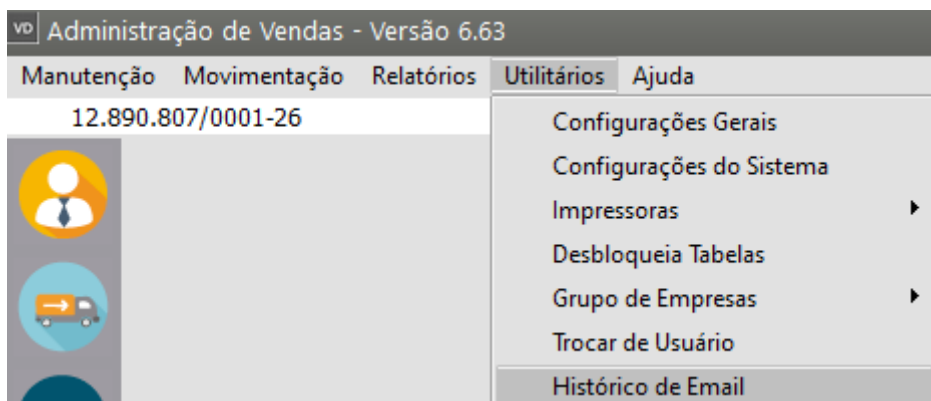 VD Administração de Vendas - Versão 6.63
Manutenção Movimentação Relatórios Utilitários Ajuda
12.890.807/0001-26
Configurações Gerais
Configurações do Sistema
Impressoras
Desbloqueia Tabelas
Grupo de Empresas
Trocar de Usuário
Histórico de Email